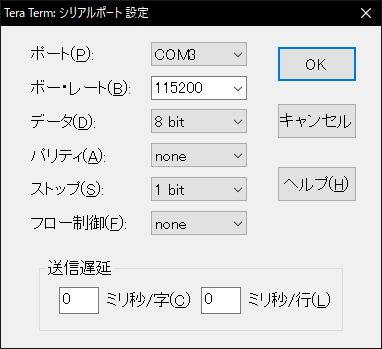 Tera Term: シリアルポート 設定
ポート(P): COM3 OK
ボー・レート(B): 115200
データ(D): 8 bit キャンセル
パリティ(A): none
ストップ(S): 1 bit ヘルプ(H)
フロー制御(F): none
送信遅延
0 ミリ秒/字(C) 0 ミリ秒/行(L)